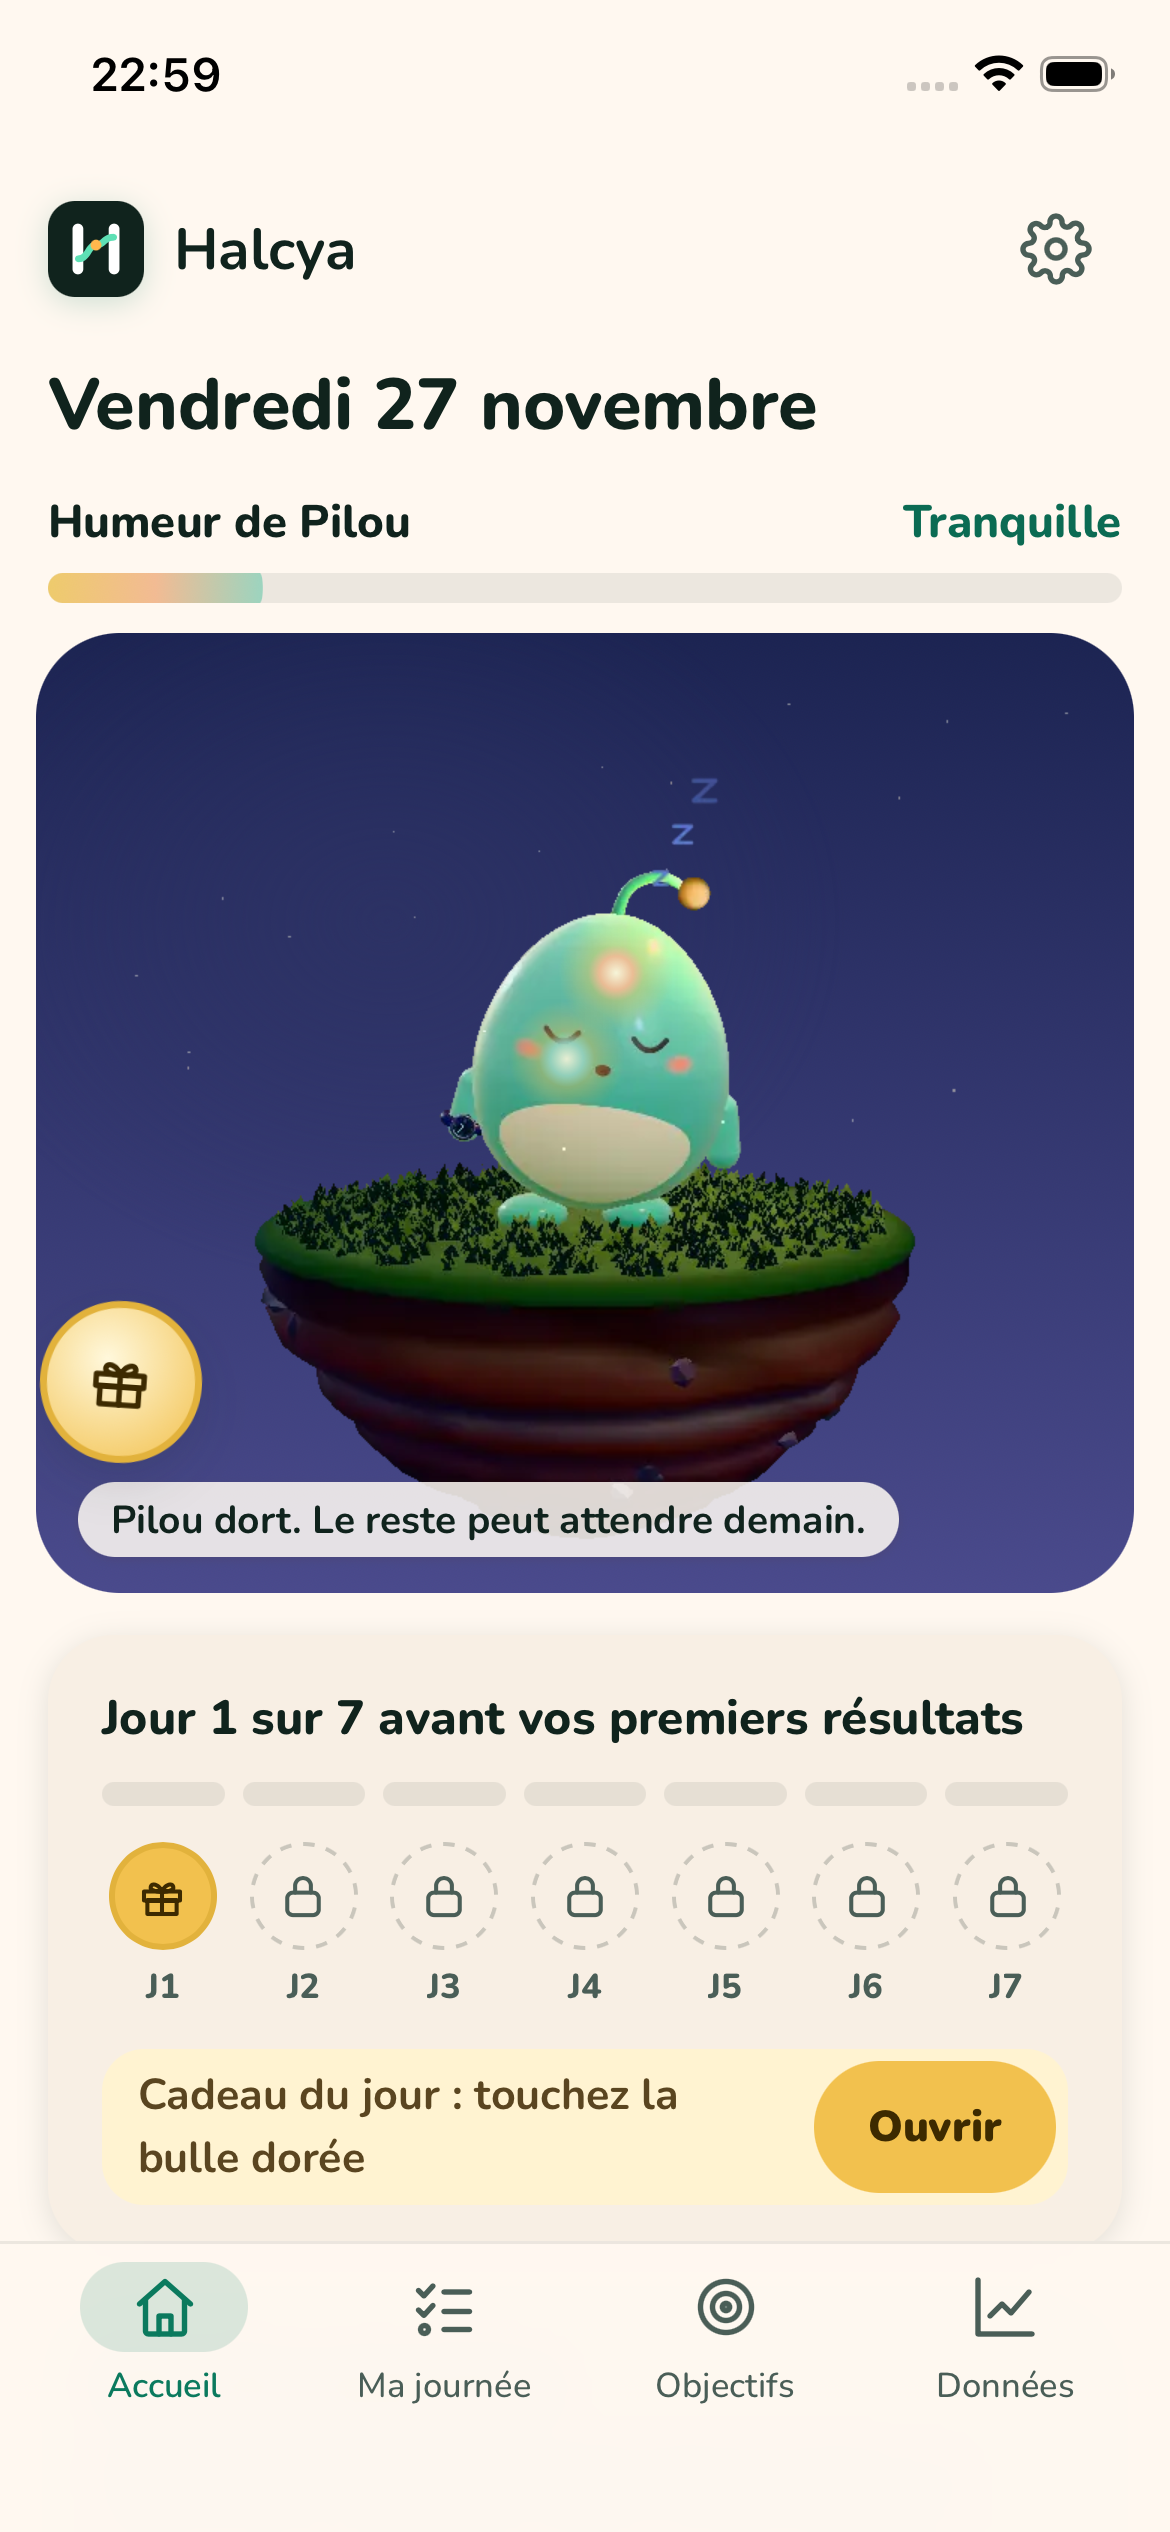 22:59
Halcya
Vendredi 27 novembre
Humeur de Pilou
Tranquille
Z
Z
Z
Pilou dort. Le reste peut attendre demain.
Jour 1 sur 7 avant vos premiers résultats
J1 J2 J3 J4 J5 J6 J7
Cadeau du jour : touchez la
bulle dorée
Ouvrir
Accueil Ma journée Objectifs Données